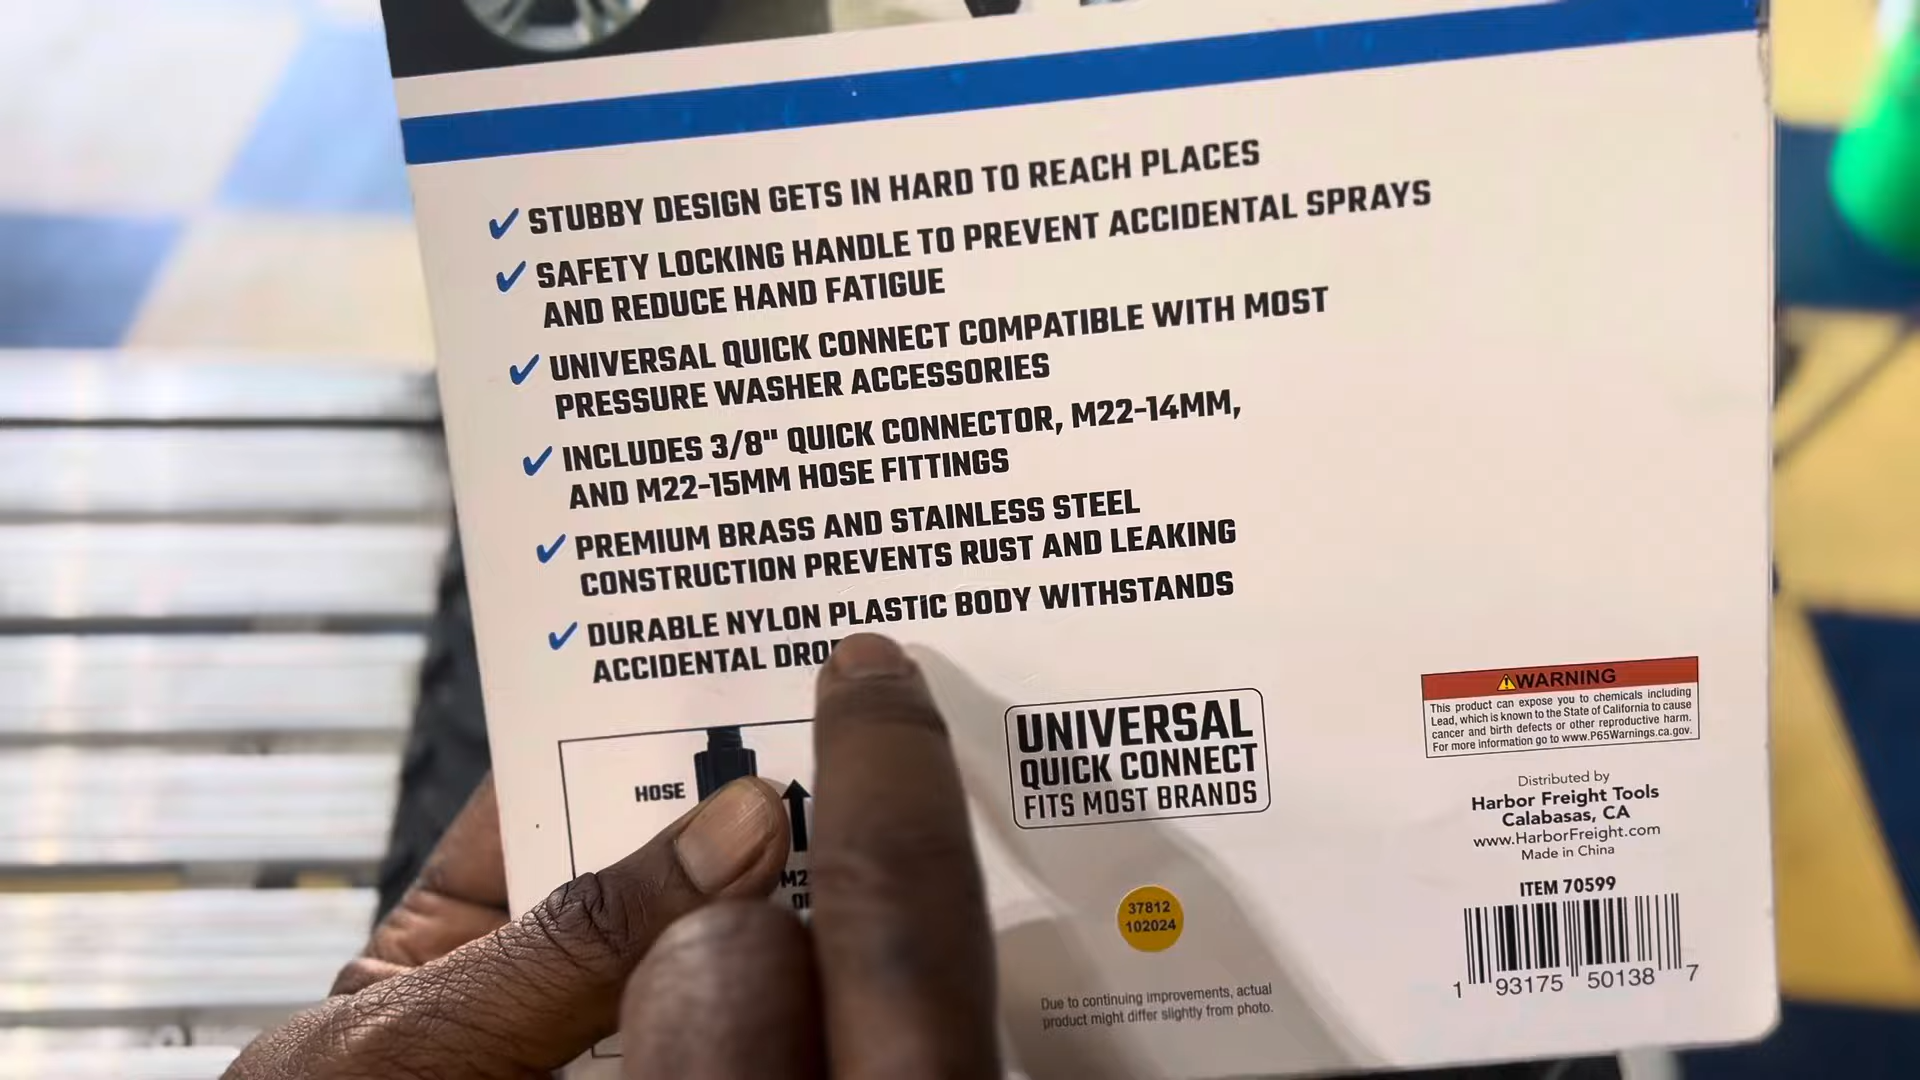 ✔ STUBBY DESIGN GETS IN HARD TO REACH PLACES
✔ SAFETY LOCKING HANDLE TO PREVENT ACCIDENTAL SPRAYS
AND REDUCE HAND FATIGUE
✔ UNIVERSAL QUICK CONNECT COMPATIBLE WITH MOST
PRESSURE WASHER ACCESSORIES
✔ INCLUDES 3/8" QUICK CONNECTOR, M22-14MM,
AND M22-15MM HOSE FITTINGS
✔ PREMIUM BRASS AND STAINLESS STEEL
CONSTRUCTION PREVENTS RUST AND LEAKING
✔ DURABLE NYLON PLASTIC BODY WITHSTANDS
ACCIDENTAL
HOSE
UNIVERSAL
QUICK CONNECT
FITS MOST BRANDS
37812
102024
Due to continuing improvements, actual
product might differ slightly from photo.
⚠WARNING
This product can expose you to chemicals including
Lead, which is known to the State of California to cause
cancer and birth defects or other reproductive harm.
For more information go to www.P65Warnings.ca.gov.
Distributed by
Harbor Freight Tools
Calabasas, CA
www.HarborFreight.com
Made in China
ITEM 70599
1 93175 50138 7